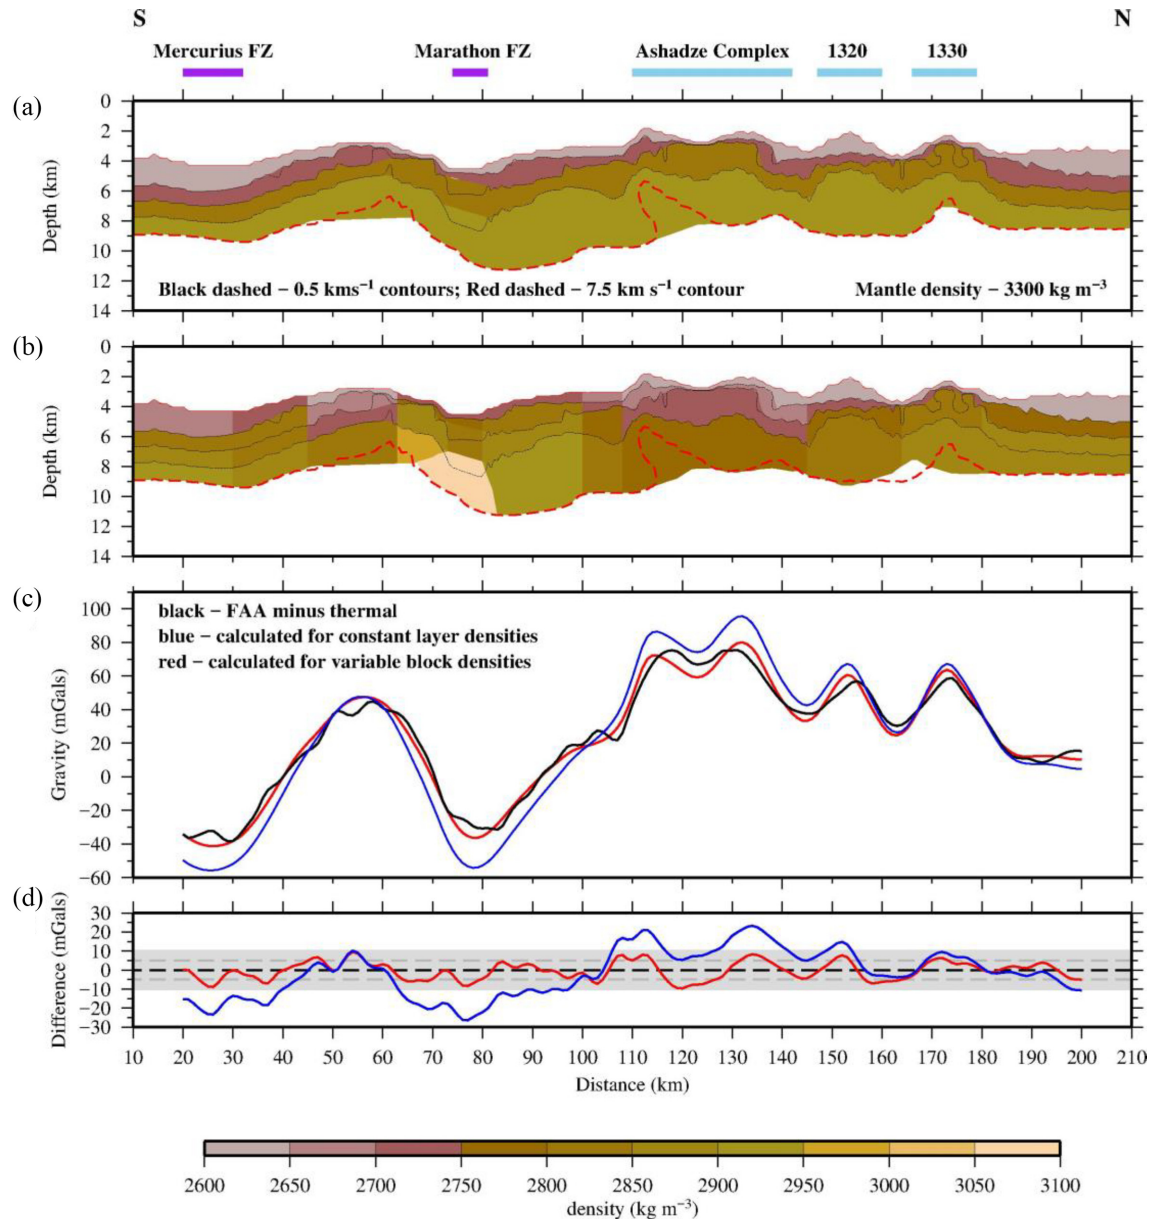 S N
Mercurius FZ Marathon FZ Ashadze Complex 1320 1330
(a)
0
2
4
6
8
10
12
14
Depth (km)
Black dashed − 0.5 kms⁻¹ contours; Red dashed − 7.5 km s⁻¹ contour Mantle density − 3300 kg m⁻³
(b)
0
2
4
6
8
10
12
14
Depth (km)
(c)
black − FAA minus thermal
blue − calculated for constant layer densities
red − calculated for variable block densities
100
80
60
40
20
0
−20
−40
−60
Gravity (mGals)
(d)
30
20
10
0
−10
−20
−30
Difference (mGals)
10 20 30 40 50 60 70 80 90 100 110 120 130 140 150 160 170 180 190 200 210
Distance (km)
2600 2650 2700 2750 2800 2850 2900 2950 3000 3050 3100
density (kg m⁻³)